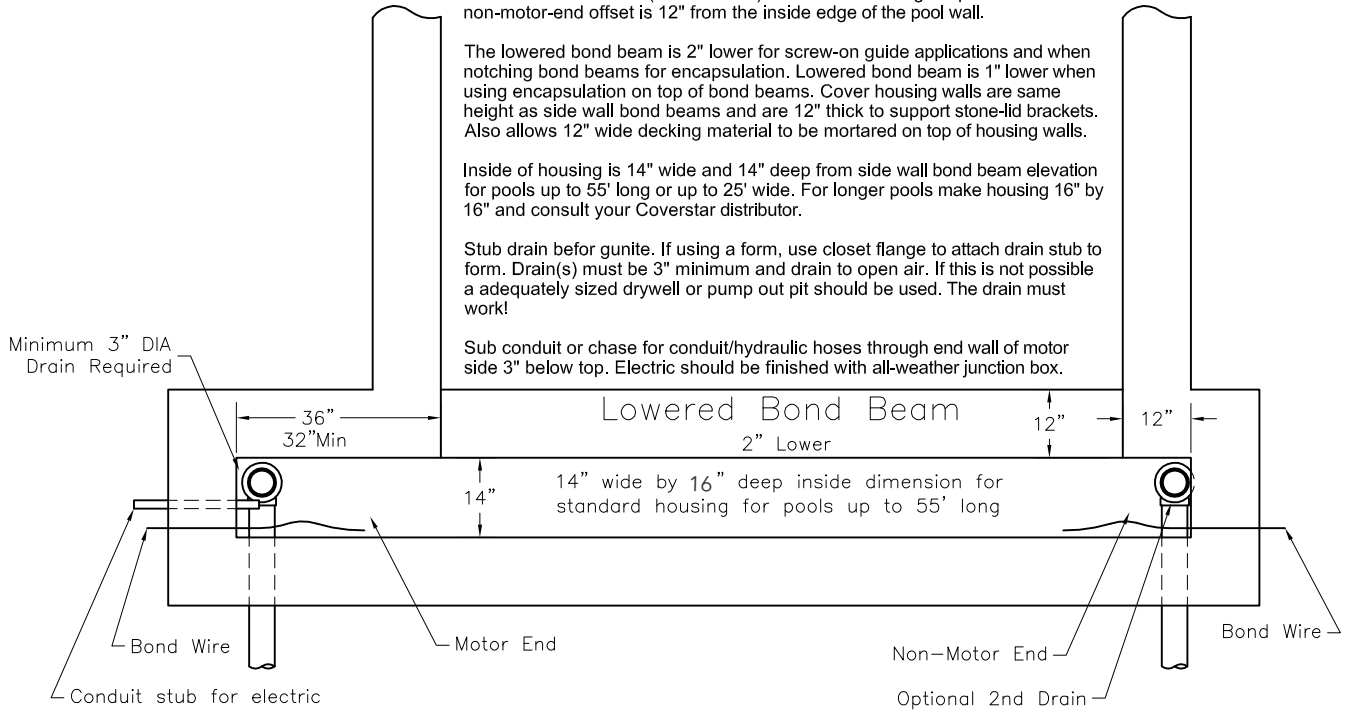 non-motor-end offset is 12" from the inside edge of the pool wall.
The lowered bond beam is 2" lower for screw-on guide applications and when
notching bond beams for encapsulation. Lowered bond beam is 1" lower when
using encapsulation on top of bond beams. Cover housing walls are same
height as side wall bond beams and are 12" thick to support stone-lid brackets.
Also allows 12" wide decking material to be mortared on top of housing walls.
Inside of housing is 14" wide and 14" deep from side wall bond beam elevation
for pools up to 55' long or up to 25' wide. For longer pools make housing 16" by
16" and consult your Coverstar distributor.
Stub drain befor gunite. If using a form, use closet flange to attach drain stub to
form. Drain(s) must be 3" minimum and drain to open air. If this is not possible
a adequately sized drywell or pump out pit should be used. The drain must
work!
Sub conduit or chase for conduit/hydraulic hoses through end wall of motor
side 3" below top. Electric should be finished with all-weather junction box.
Minimum 3" DIA
Drain Required
36"
32"Min
Lowered Bond Beam
2" Lower
12"
12"
14"
14" wide by 16" deep inside dimension for
standard housing for pools up to 55' long
Bond Wire
Motor End
Non-Motor End
Bond Wire
Conduit stub for electric
Optional 2nd Drain